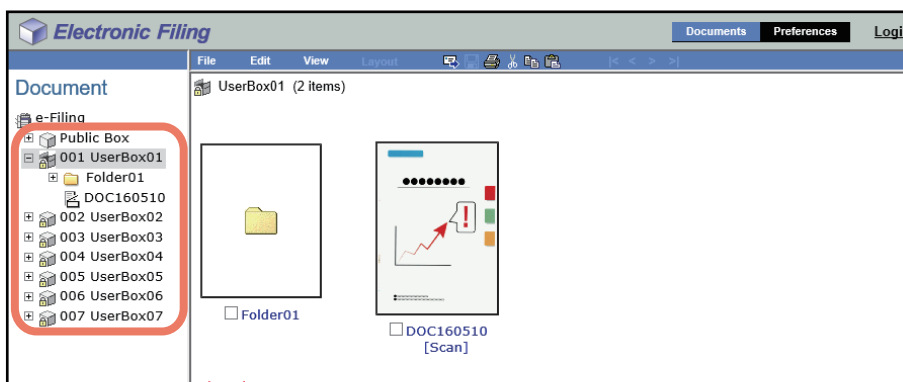 Electronic Filing
Documents Preferences
File Edit View Layout |< < > >|
Document
UserBox01 (2 items)
e-Filing
Public Box
001 UserBox01
Folder01
DOC160510
002 UserBox02
003 UserBox03
004 UserBox04
005 UserBox05
006 UserBox06
007 UserBox07
!
Folder01
DOC160510
[Scan]